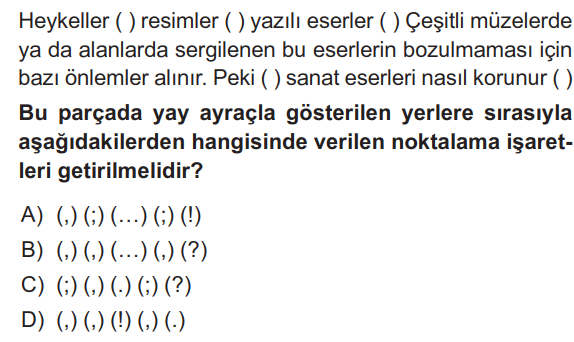 Heykeller ( ) resimler ( ) yazılı eserler ( ) Çeşitli müzelerde
ya da alanlarda sergilenen bu eserlerin bozulmaması için
bazı önlemler alınır. Peki ( ) sanat eserleri nasıl korunur ( )
Bu parçada yay ayraçla gösterilen yerlere sırasıyla
aşağıdakilerden hangisinde verilen noktalama işaret-
leri getirilmelidir?
A) (,) (;) (...) (;) (!)
B) (,) (,) (...) (,) (?)
C) (;) (,) (.) (;) (?)
D) (,) (,) (!) (,) (.)